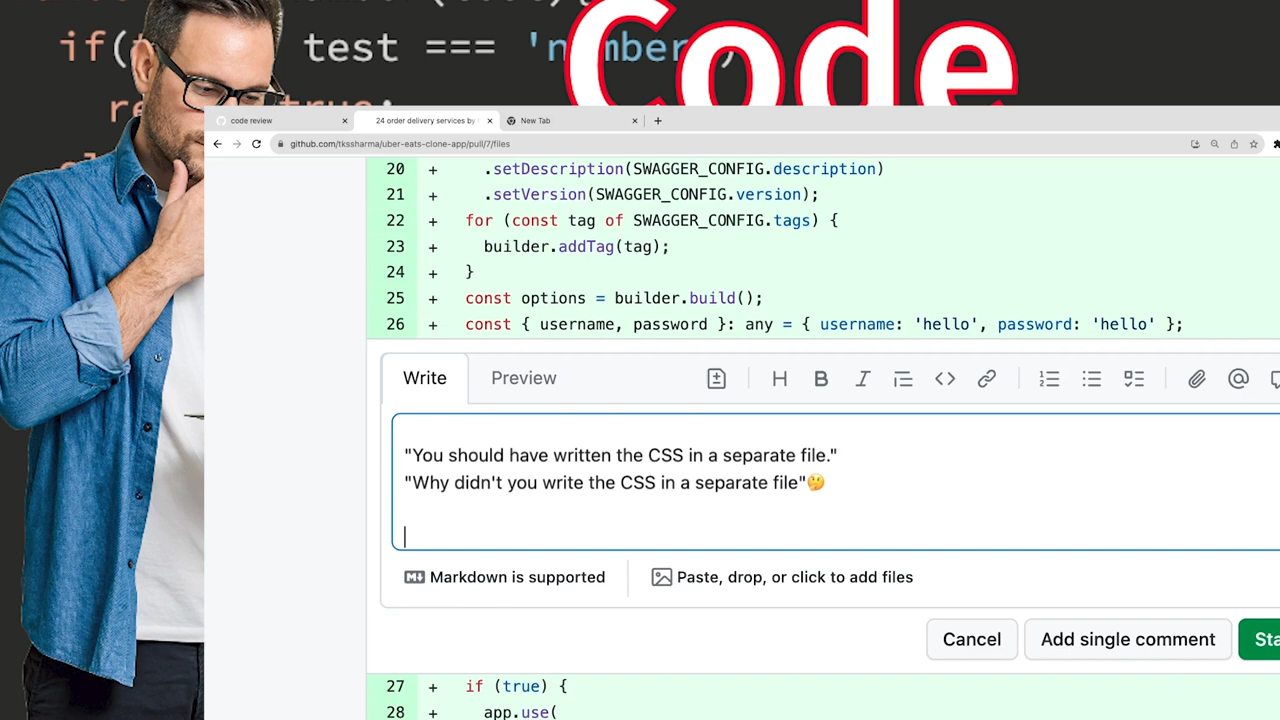 Code
if( test === 'number
re true;
code review
24 order delivery services by
New Tab
github.com/tkssharma/uber-eats-clone-app/pull/7/files
20 + .setDescription(SWAGGER_CONFIG.description)
21 + .setVersion(SWAGGER_CONFIG.version);
22 + for (const tag of SWAGGER_CONFIG.tags) {
23 + builder.addTag(tag);
24 + }
25 + const options = builder.build();
26 + const { username, password }: any = { username: 'hello', password: 'hello' };
Write Preview
"You should have written the CSS in a separate file."
"Why didn't you write the CSS in a separate file"🤔
Markdown is supported
Paste, drop, or click to add files
Cancel Add single comment Sta
27 + if (true) {
28 + app.use(